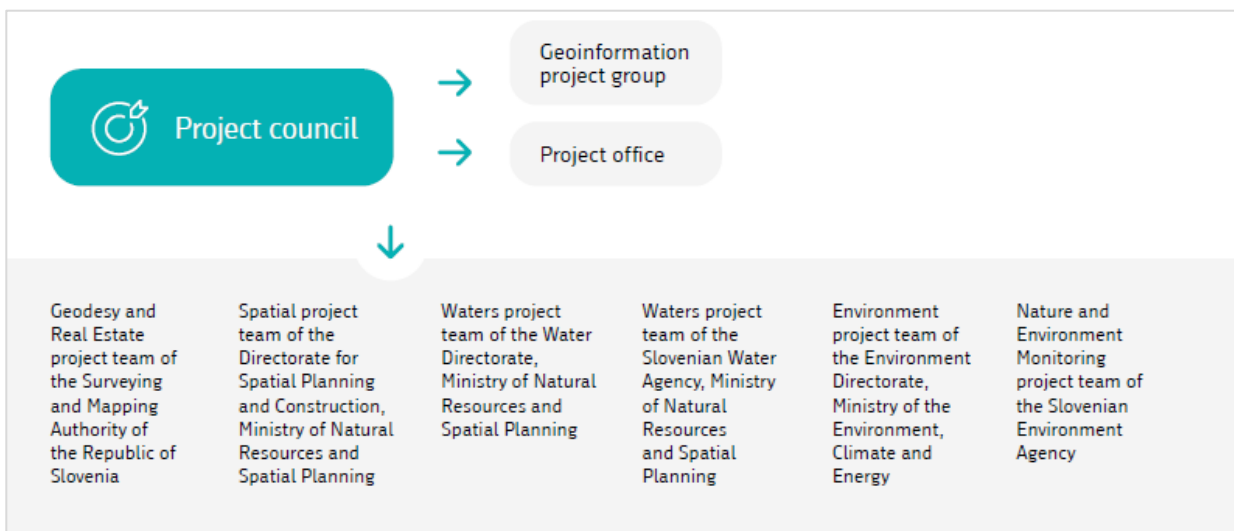 Geoinformation
project group
Project council
Project office
Geodesy and
Real Estate
project team of
the Surveying
and Mapping
Authority of
the Republic of
Slovenia
Spatial project
team of the
Directorate for
Spatial Planning
and Construction,
Ministry of Natural
Resources and
Spatial Planning
Waters project
team of the Water
Directorate,
Ministry of Natural
Resources and
Spatial Planning
Waters project
team of the
Slovenian Water
Agency, Ministry
of Natural
Resources
and Spatial
Planning
Environment
project team of
the Environment
Directorate,
Ministry of the
Environment,
Climate and
Energy
Nature and
Environment
Monitoring
project team of
the Slovenian
Environment
Agency